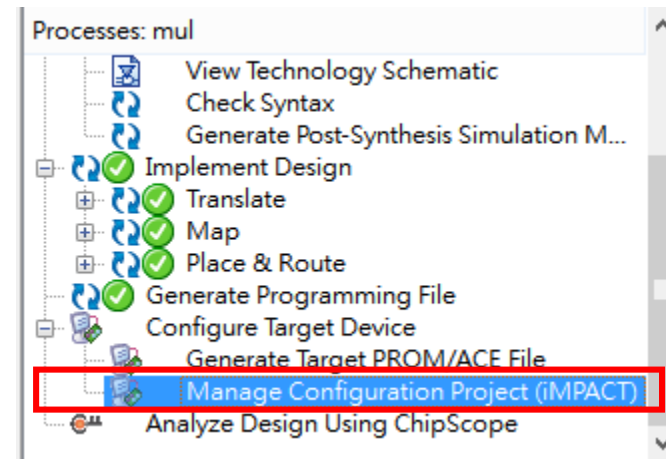 Processes: mul
View Technology Schematic
Check Syntax
Generate Post-Synthesis Simulation M...
Implement Design
Translate
Map
Place & Route
Generate Programming File
Configure Target Device
Generate Target PROM/ACE File
Manage Configuration Project (iMPACT)
Analyze Design Using ChipScope